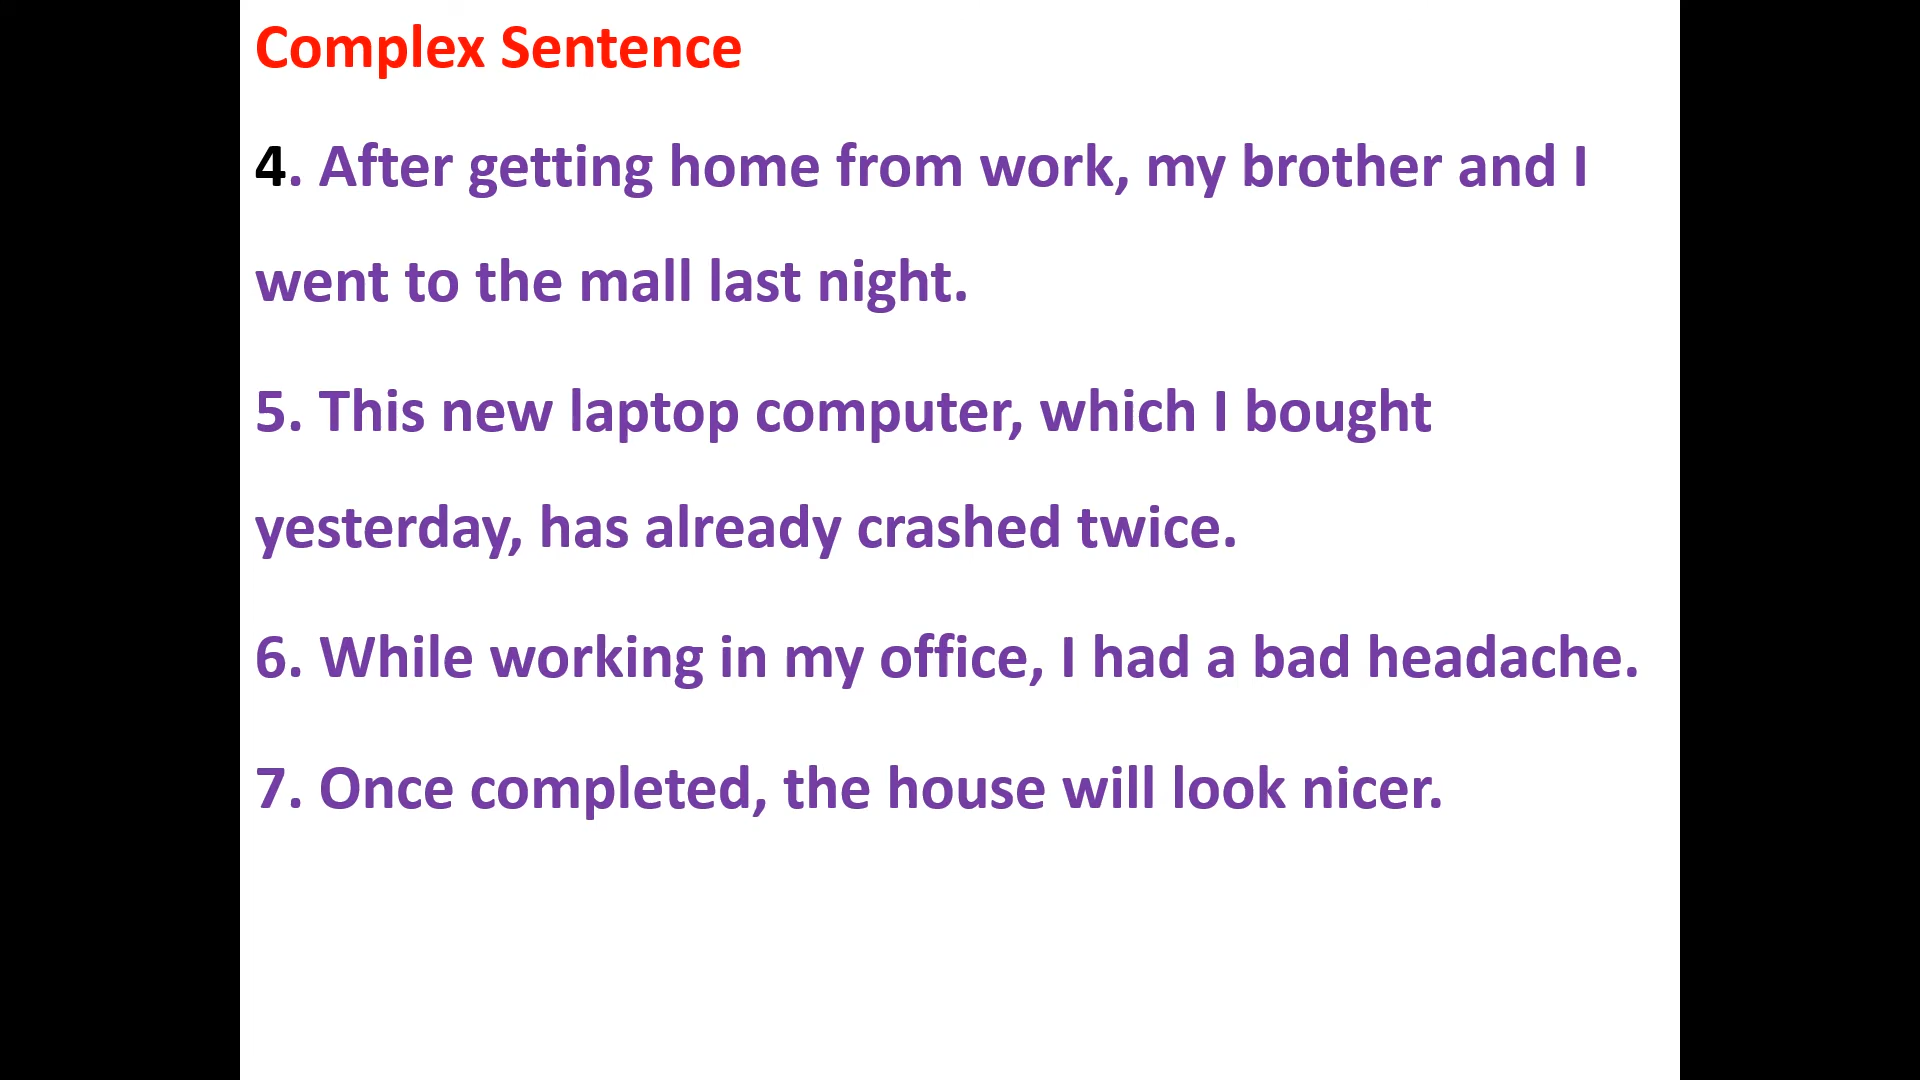 Complex Sentence
4. After getting home from work, my brother and I
went to the mall last night.
5. This new laptop computer, which I bought
yesterday, has already crashed twice.
6. While working in my office, I had a bad headache.
7. Once completed, the house will look nicer.